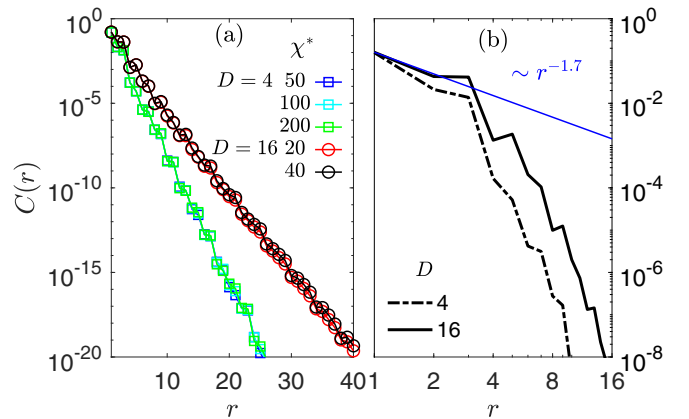 (a)
χ*
D = 4 50
100
200
D = 16 20
40
C(r)
10^0
10^-5
10^-10
10^-15
10^-20
10 20 30 40
r
(b)
~ r^-1.7
D
4
16
10^0
10^-2
10^-4
10^-6
10^-8
1 2 4 8 16
r